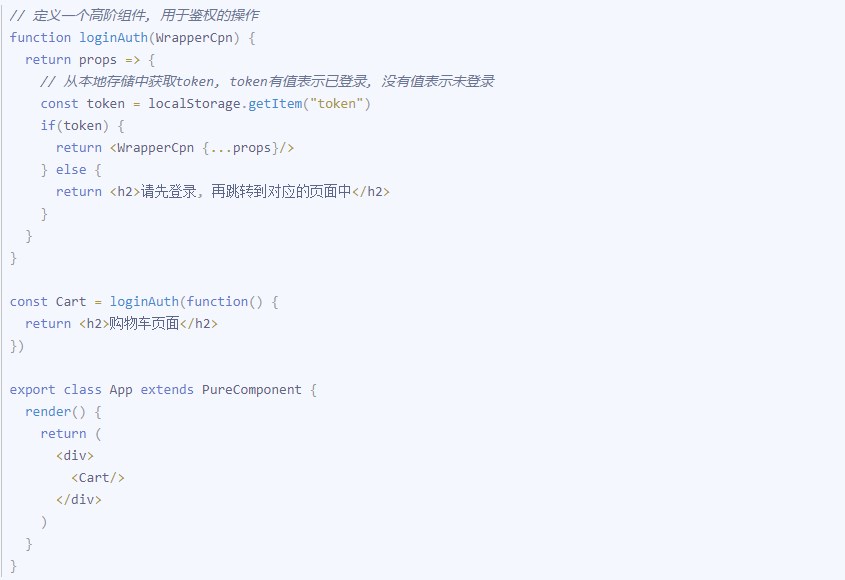 // 定义一个高阶组件, 用于鉴权的操作
function loginAuth(WrapperCpn) {
  return props => {
    // 从本地存储中获取token, token有值表示已登录, 没有值表示未登录
    const token = localStorage.getItem("token")
    if(token) {
      return <WrapperCpn {...props}/>
    } else {
      return <h2>请先登录, 再跳转到对应的页面中</h2>
    }
  }
}

const Cart = loginAuth(function() {
  return <h2>购物车页面</h2>
})

export class App extends PureComponent {
  render() {
    return (
      <div>
        <Cart/>
      </div>
    )
  }
}